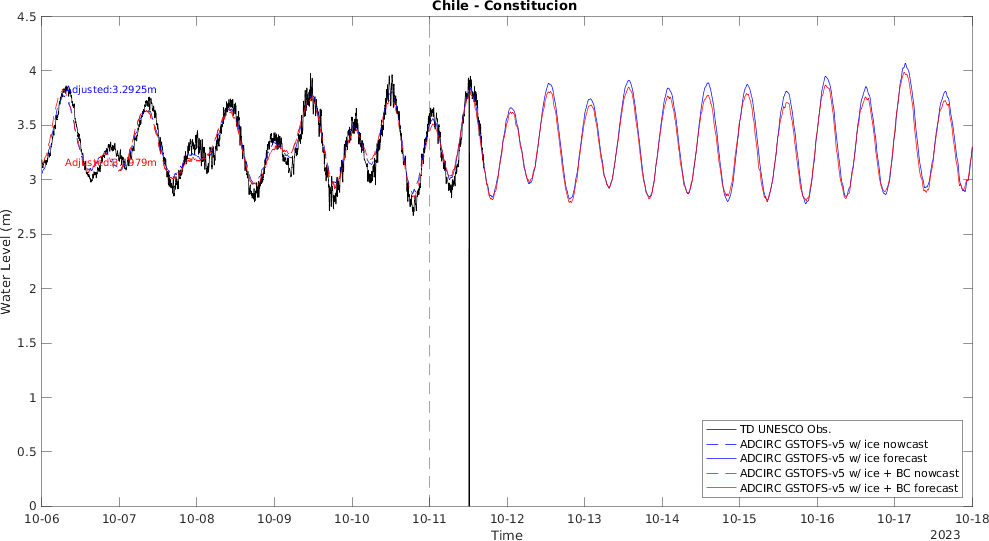 Chile - Constitucion
4.5
4
3.5
3
2.5
2
1.5
1
0.5
0
Water Level (m)
Adjusted:3.2925m
TD UNESCO Obs.
ADCIRC GSTOFS-v5 w/ ice nowcast
ADCIRC GSTOFS-v5 w/ ice forecast
ADCIRC GSTOFS-v5 w/ ice + BC nowcast
ADCIRC GSTOFS-v5 w/ ice + BC forecast
10-06 10-07 10-08 10-09 10-10 10-11 10-12 10-13 10-14 10-15 10-16 10-17 10-18
Time
2023